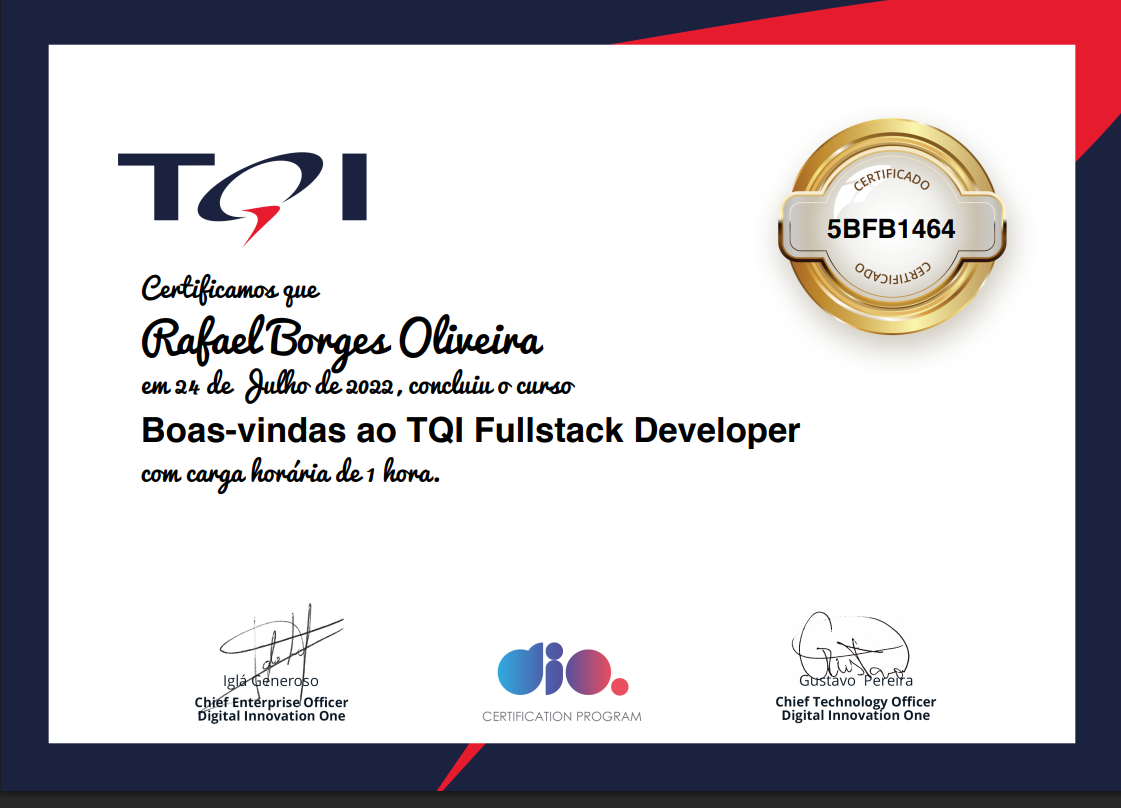 TQI
CERTIFICADO
5BFB1464
CERTIFICADO
Certificamos que
Rafael Borges Oliveira
em 24 de Julho de 2022, concluiu o curso
Boas-vindas ao TQI Fullstack Developer
com carga horária de 1 hora.
Iglá Generoso
Chief Enterprise Officer
Digital Innovation One
dio.
CERTIFICATION PROGRAM
Gustavo Pereira
Chief Technology Officer
Digital Innovation One